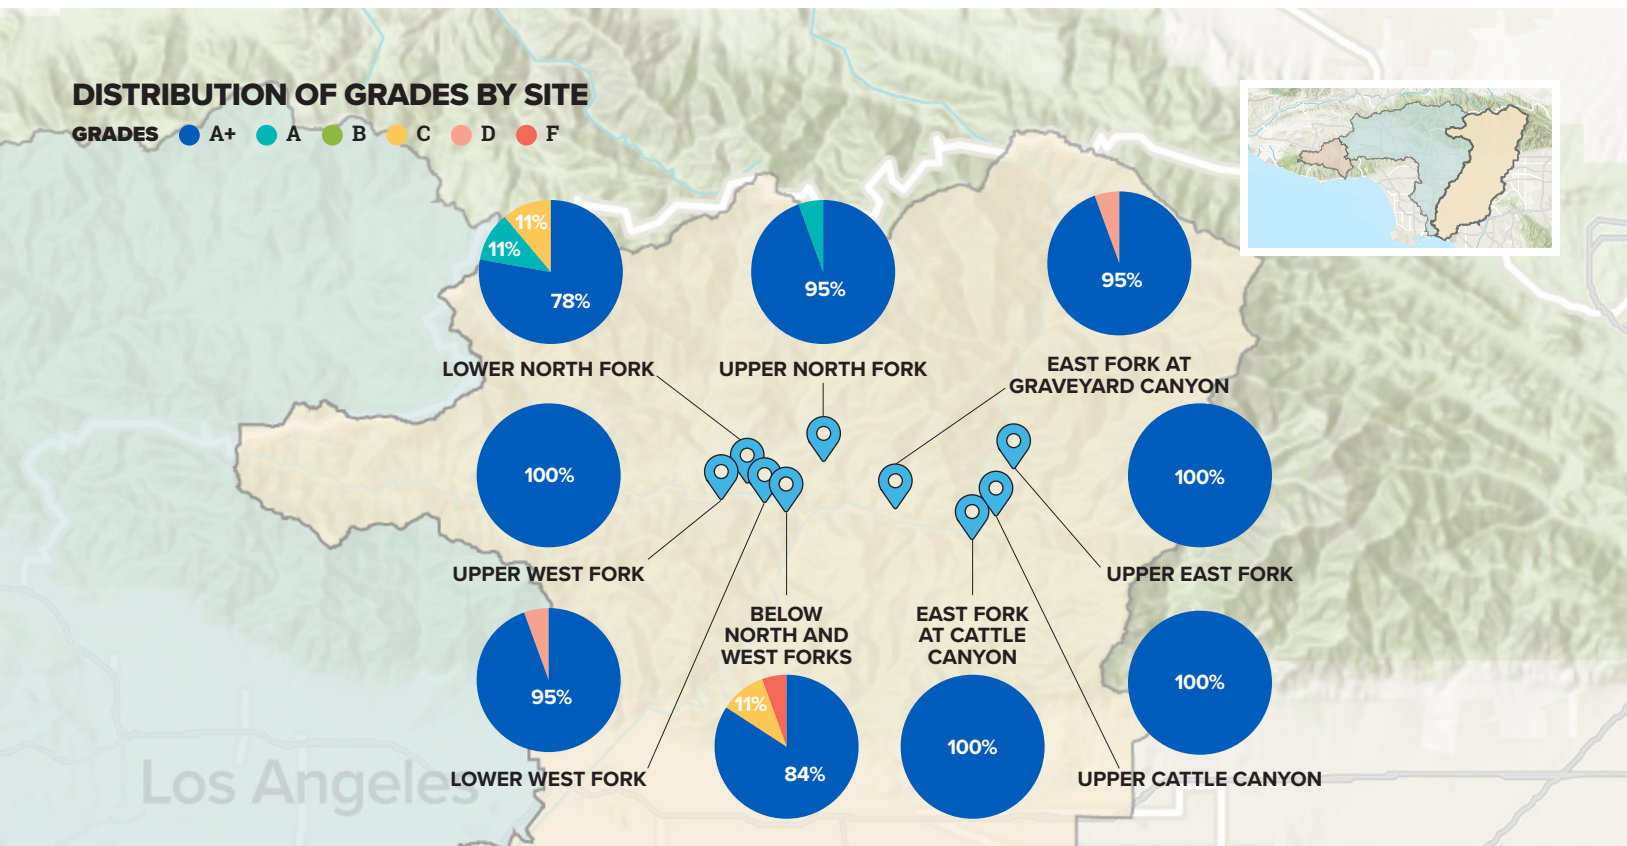 DISTRIBUTION OF GRADES BY SITE
GRADES A+ A B C D F
11%
11%
78%
LOWER NORTH FORK
95%
UPPER NORTH FORK
95%
EAST FORK AT
GRAVEYARD CANYON
100%
UPPER WEST FORK
100%
UPPER EAST FORK
95%
LOWER WEST FORK
BELOW
NORTH AND
WEST FORKS
11%
84%
EAST FORK
AT CATTLE
CANYON
100%
100%
UPPER CATTLE CANYON
Los Angeles